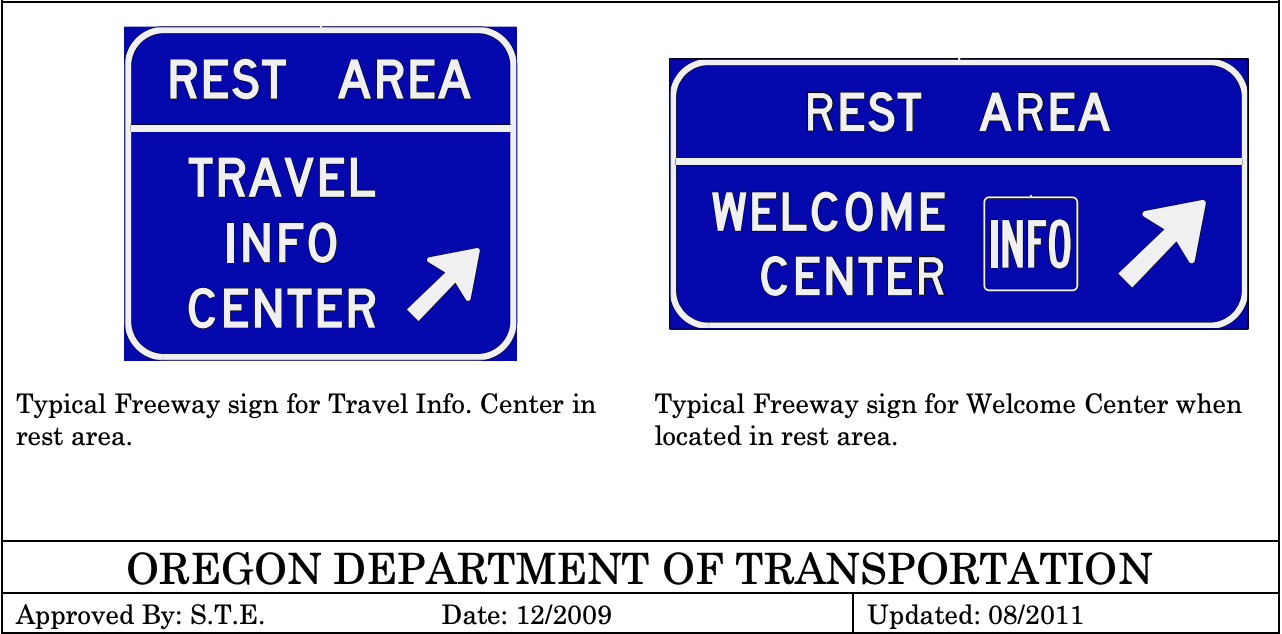 REST AREA
TRAVEL
INFO
CENTER
REST AREA
WELCOME
CENTER
INFO
Typical Freeway sign for Travel Info. Center in
rest area.
Typical Freeway sign for Welcome Center when
located in rest area.
OREGON DEPARTMENT OF TRANSPORTATION
Approved By: S.T.E. Date: 12/2009 Updated: 08/2011